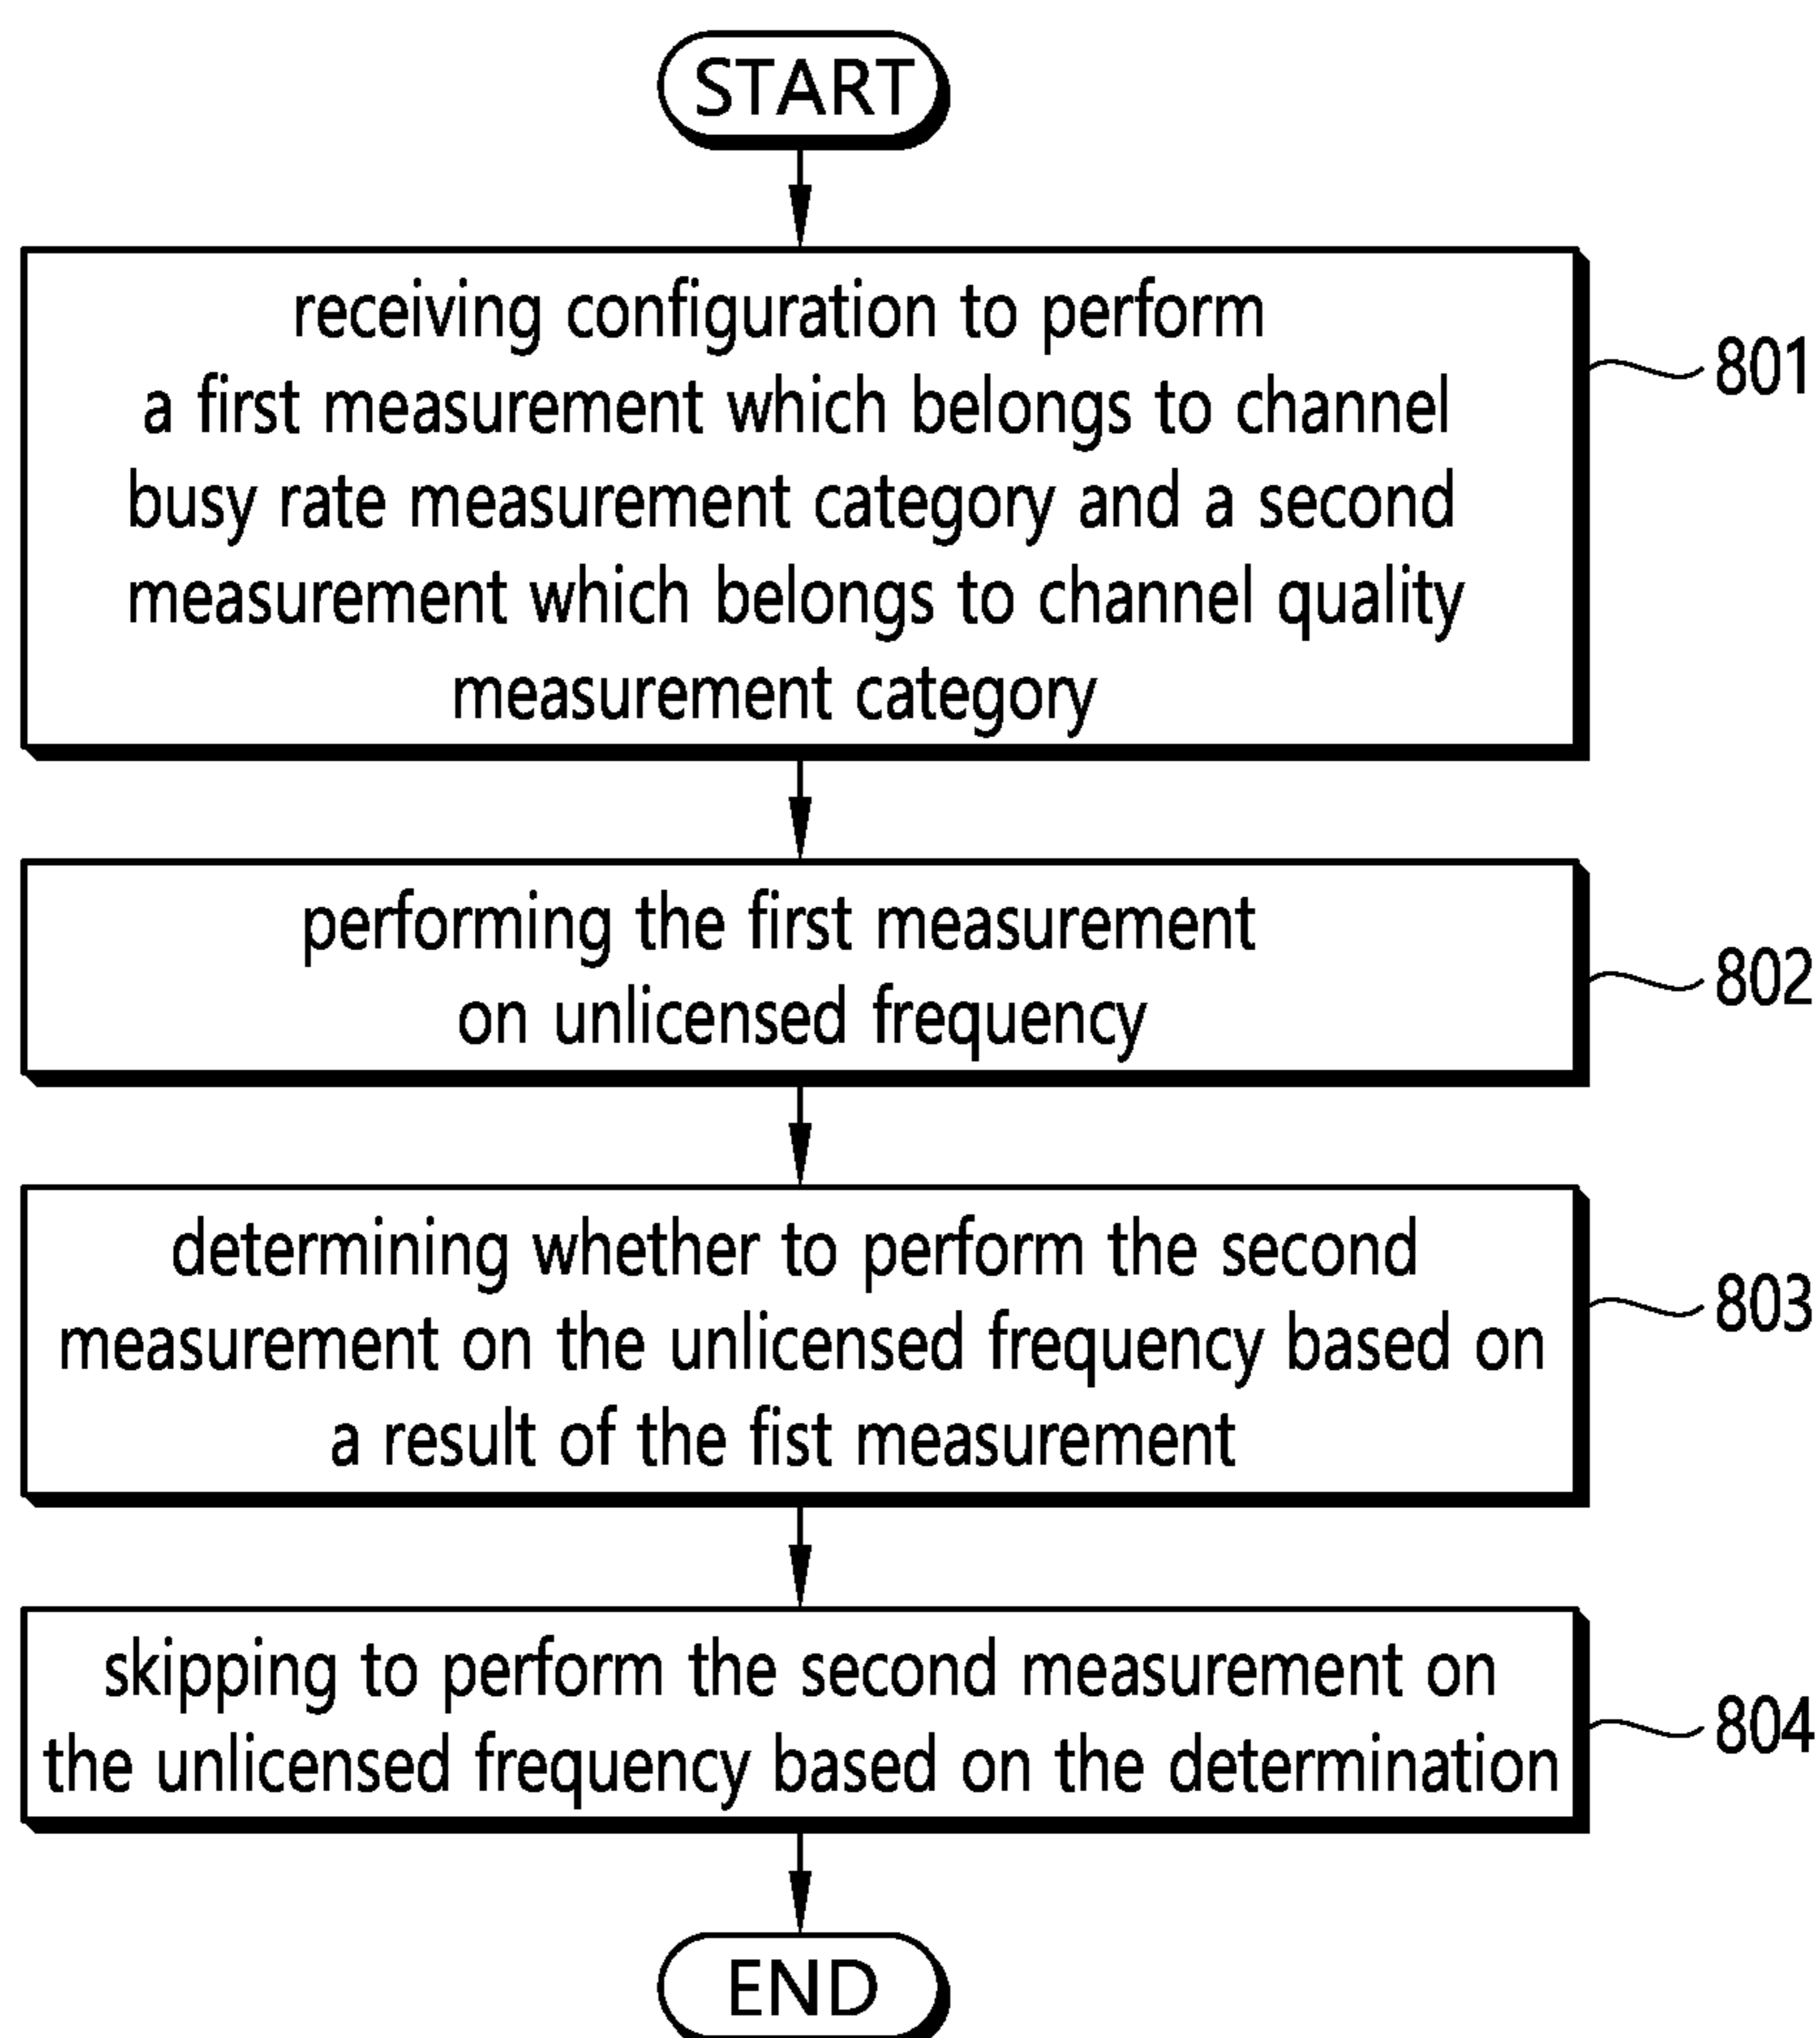 START
receiving configuration to perform
a first measurement which belongs to channel
busy rate measurement category and a second
measurement which belongs to channel quality
measurement category
801
performing the first measurement
on unlicensed frequency
802
determining whether to perform the second
measurement on the unlicensed frequency based on
a result of the fist measurement
803
skipping to perform the second measurement on
the unlicensed frequency based on the determination
804
END